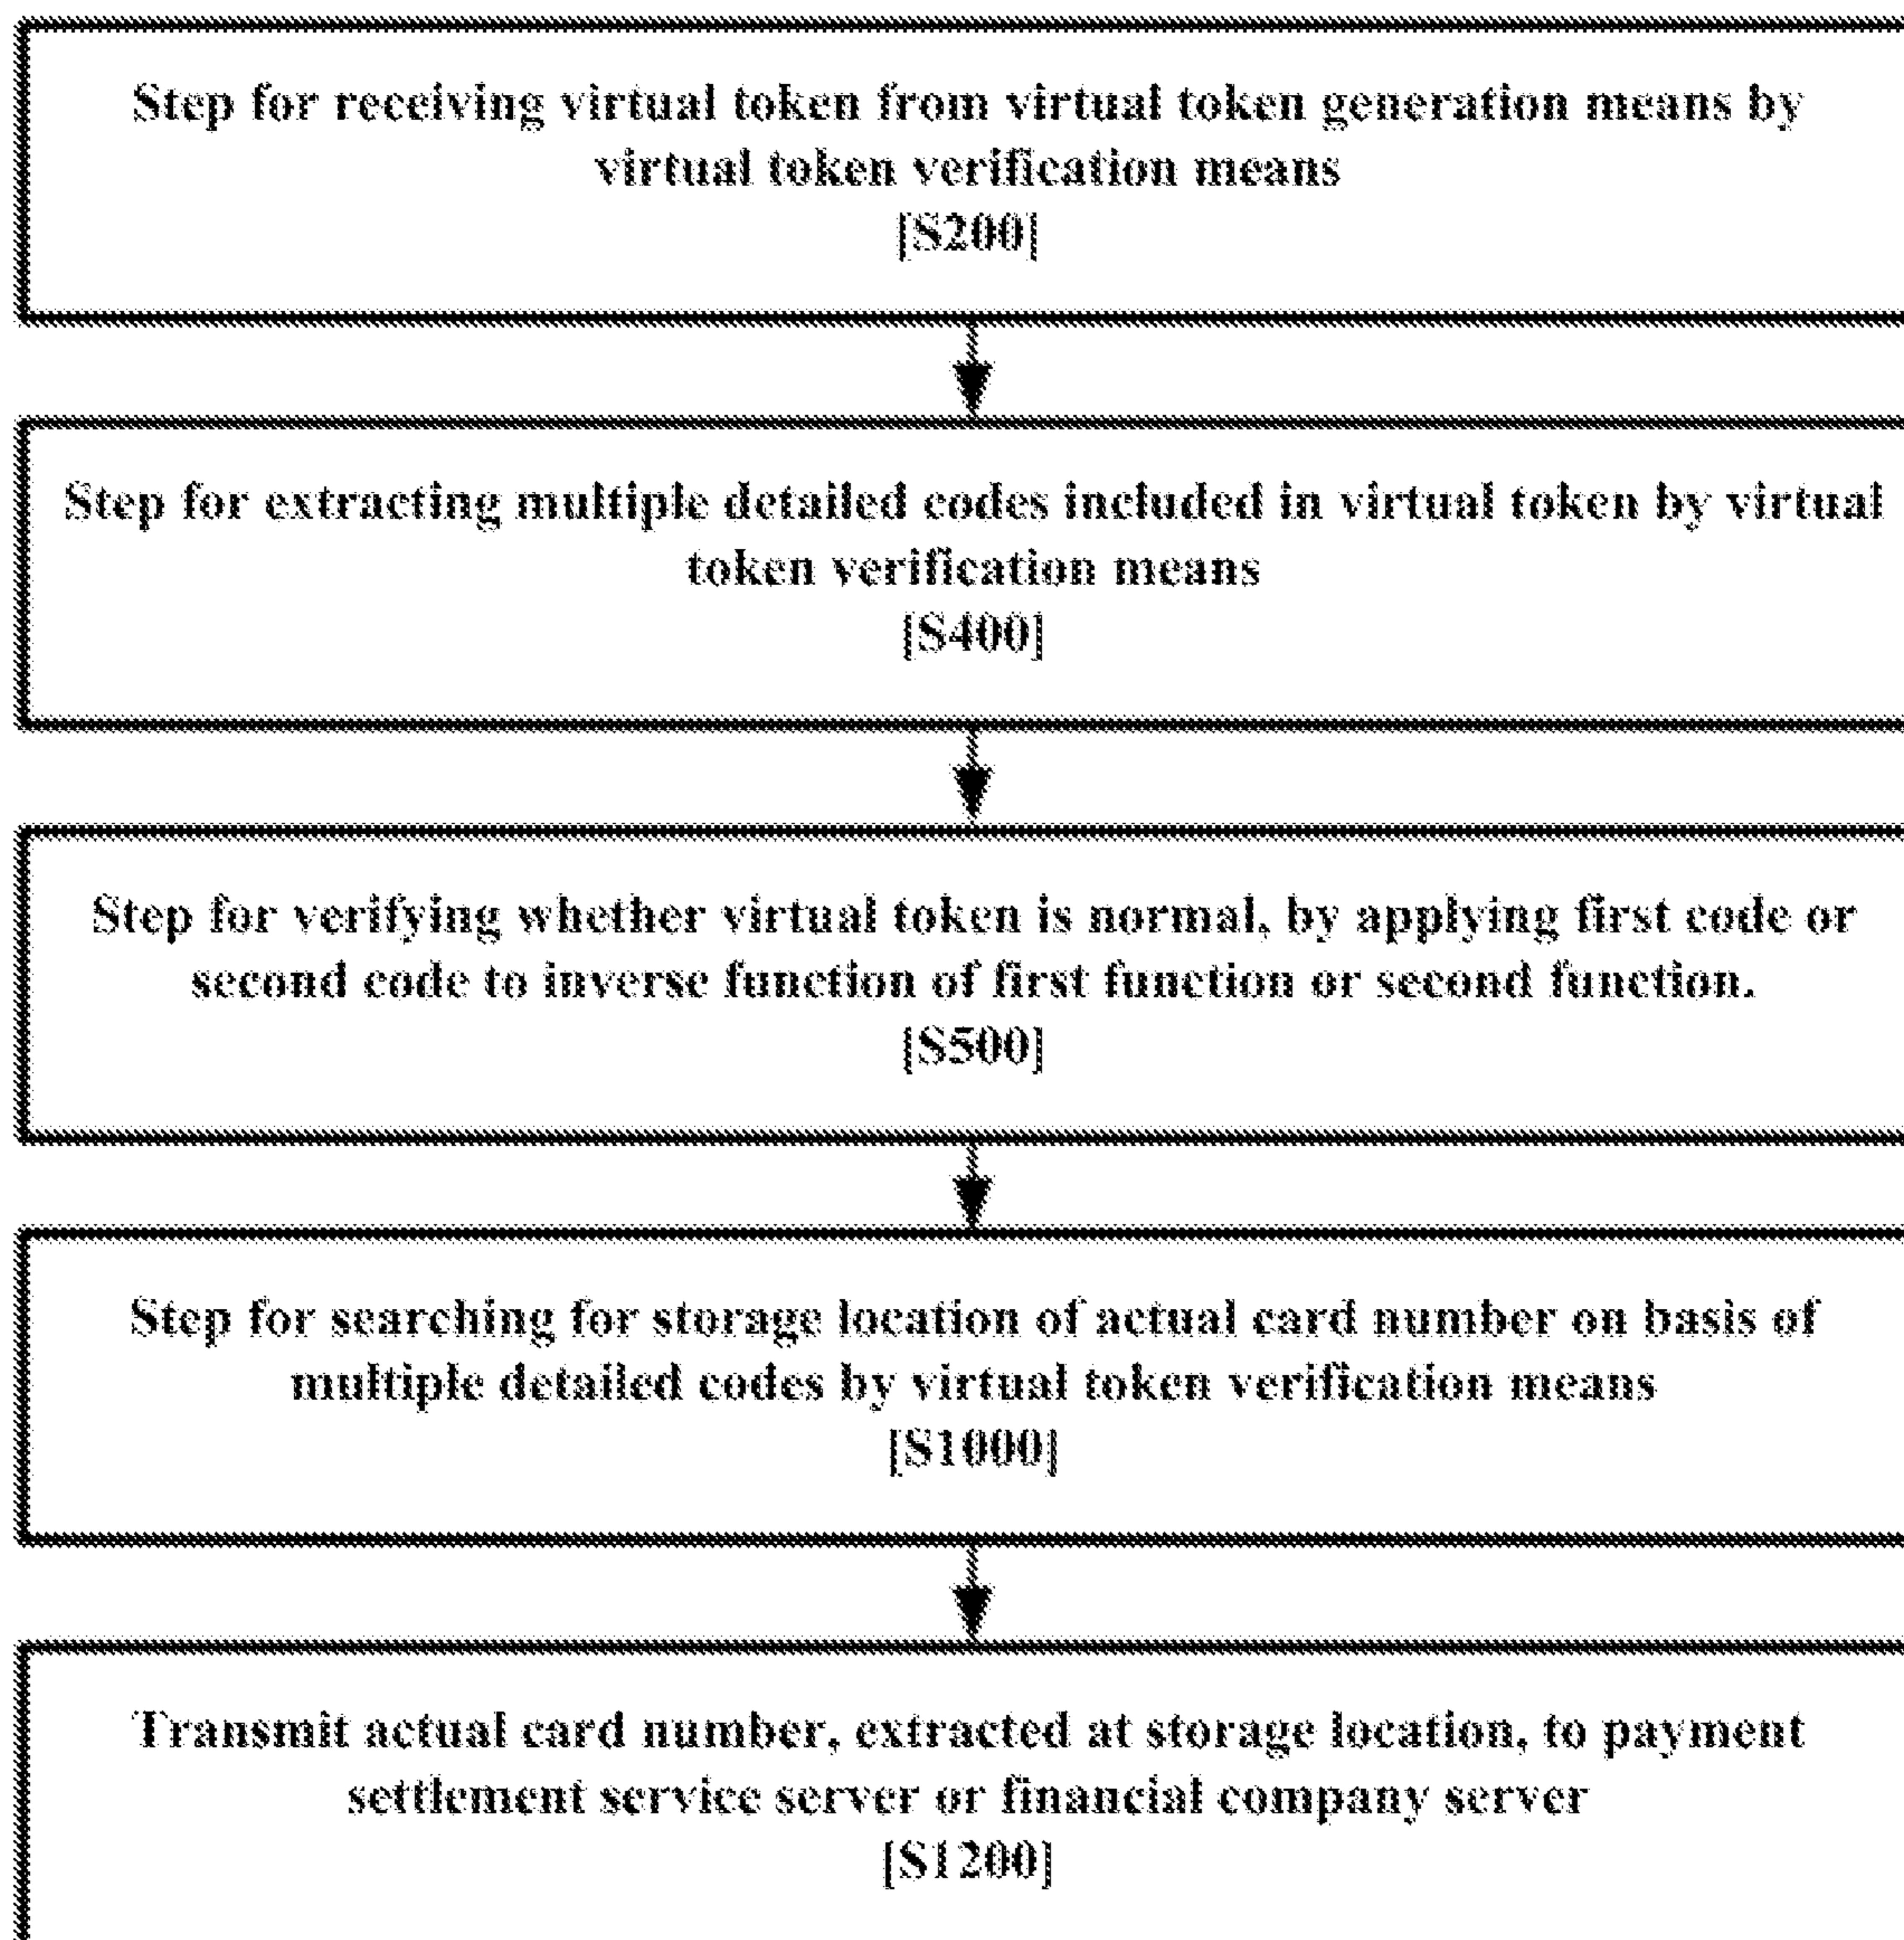 Step for receiving virtual token from virtual token generation means by
virtual token verification means
[S200]
Step for extracting multiple detailed codes included in virtual token by virtual
token verification means
[S400]
Step for verifying whether virtual token is normal, by applying first code or
second code to inverse function of first function or second function.
[S500]
Step for searching for storage location of actual card number on basis of
multiple detailed codes by virtual token verification means
[S1000]
Transmit actual card number, extracted at storage location, to payment
settlement service server or financial company server
[S1200]